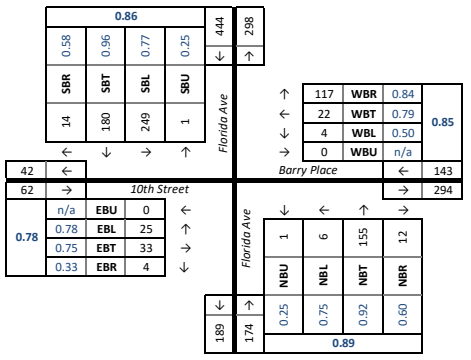 0.86
444 298
0.58 0.96 0.77 0.25
↓ ↑
SBR SBT SBL SBU
Florida Ave
14 180 249 1
← ↓ → ↑
↑ 117 WBR 0.84
← 22 WBT 0.79
↓ 4 WBL 0.50
→ 0 WBU n/a
0.85
42 ← Barry Place ← 143
62 → 10th Street → 294
0.78
n/a EBU 0 ←
0.78 EBL 25 ↑
0.75 EBT 33 →
0.33 EBR 4 ↓
Florida Ave
↓ ← ↑ →
1 6 155 12
NBU NBL NBT NBR
↓ ↑
189 174
0.25 0.75 0.92 0.60
0.89